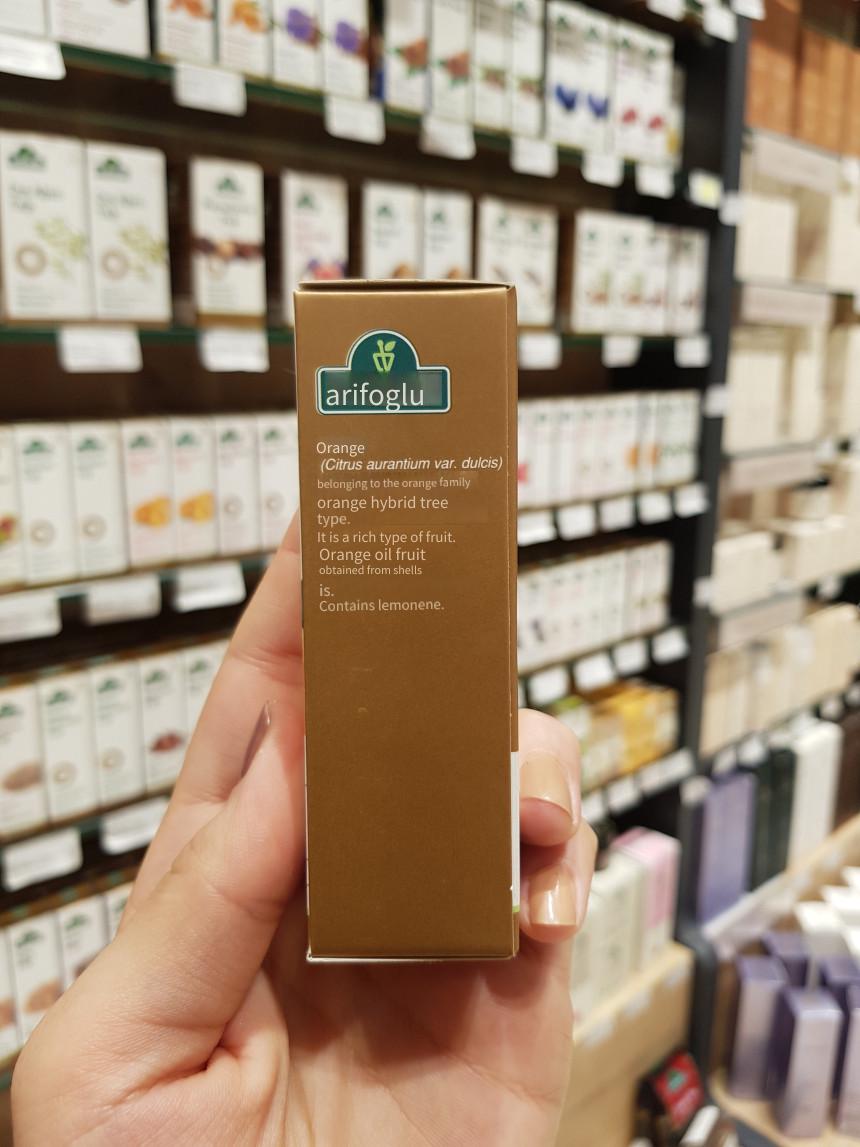 arifoglu
Orange
(Citrus aurantium var. dulcis)
belonging to the orange family
orange hybrid tree
type.
It is a rich type of fruit.
Orange oil fruit
obtained from shells
is.
Contains lemonene.